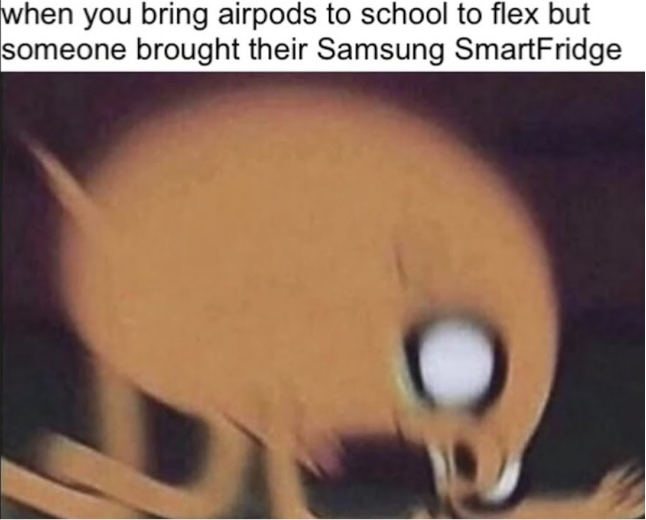 when you bring airpods to school to flex but
someone brought their Samsung SmartFridge